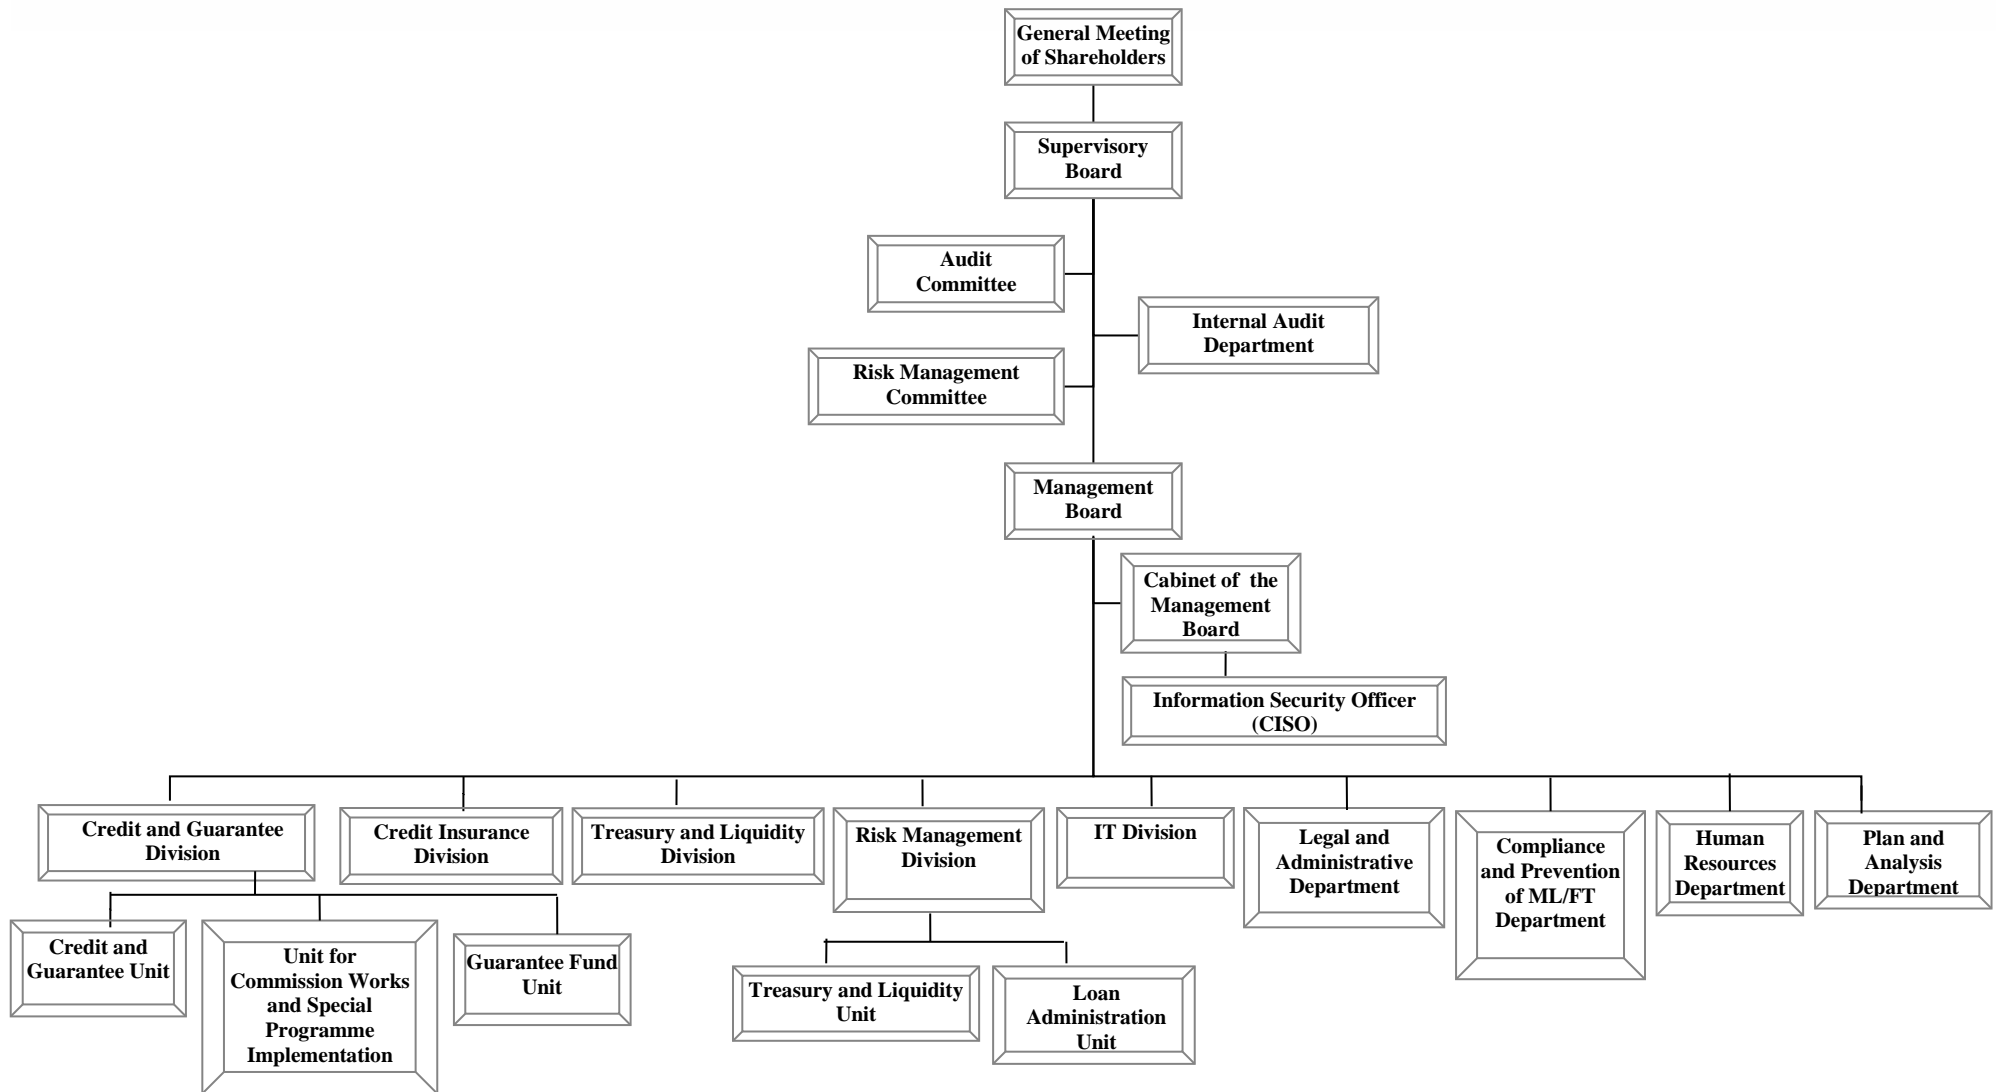 General Meeting
of Shareholders
Supervisory
Board
Audit
Committee
Internal Audit
Department
Risk Management
Committee
Management
Board
Cabinet of the
Management
Board
Information Security Officer
(CISO)
Credit and Guarantee
Division
Credit Insurance
Division
Treasury and Liquidity
Division
Risk Management
Division
IT Division
Legal and
Administrative
Department
Compliance
and Prevention
of ML/FT
Department
Human
Resources
Department
Plan and
Analysis
Department
Credit and
Guarantee Unit
Unit for
Commission Works
and Special
Programme
Implementation
Guarantee Fund
Unit
Treasury and Liquidity
Unit
Loan
Administration
Unit